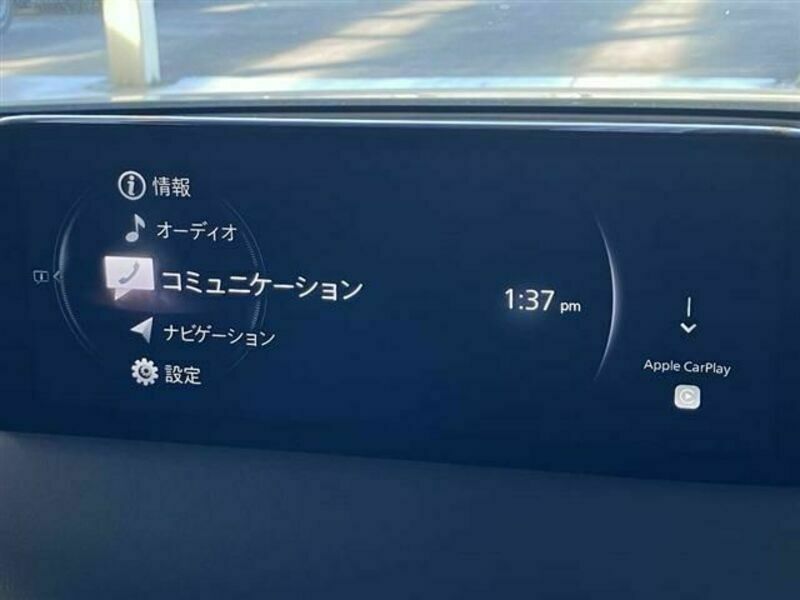 情報
オーディオ
コミュニケーション
ナビゲーション
設定
1:37 pm
Apple CarPlay